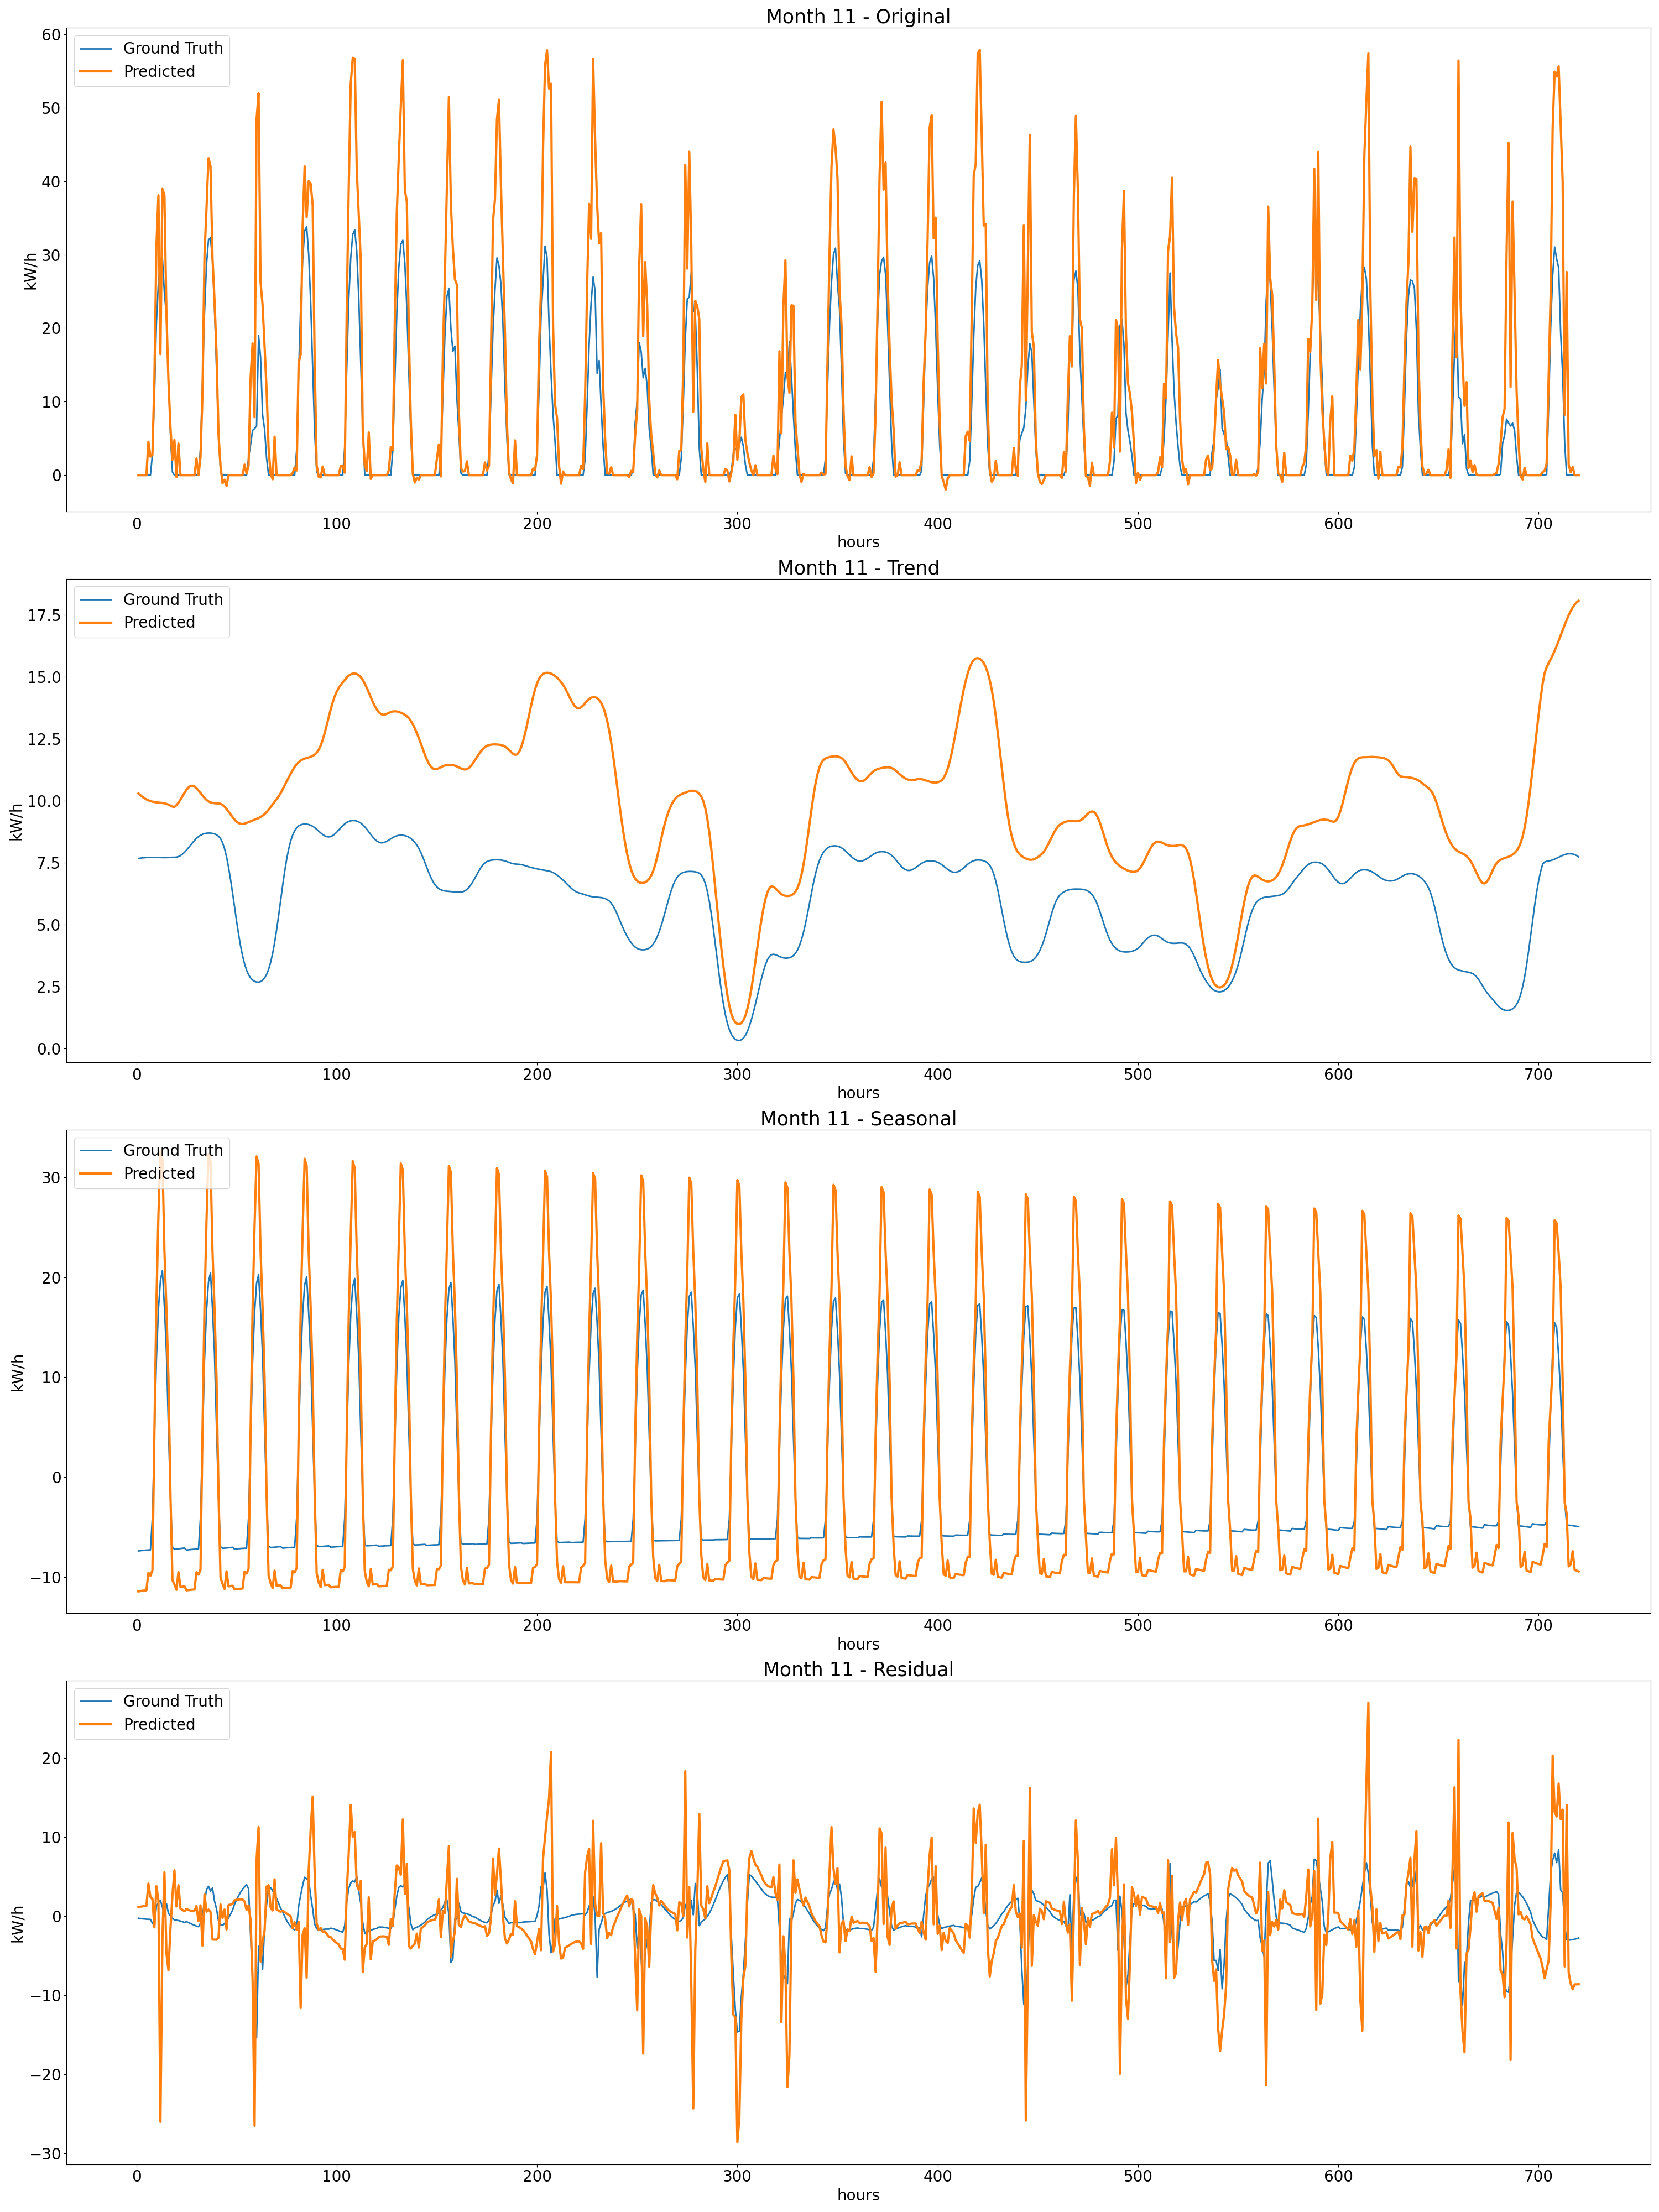 Month 11 - Original
Ground Truth
Predicted
60
50
40
30
20
10
0
kW/h
0 100 200 300 400 500 600 700
hours
Month 11 - Trend
Ground Truth
Predicted
17.5
15.0
12.5
10.0
7.5
5.0
2.5
0.0
kW/h
0 100 200 300 400 500 600 700
hours
Month 11 - Seasonal
Ground Truth
Predicted
30
20
10
0
−10
kW/h
0 100 200 300 400 500 600 700
hours
Month 11 - Residual
Ground Truth
Predicted
20
10
0
−10
−20
−30
kW/h
0 100 200 300 400 500 600 700
hours